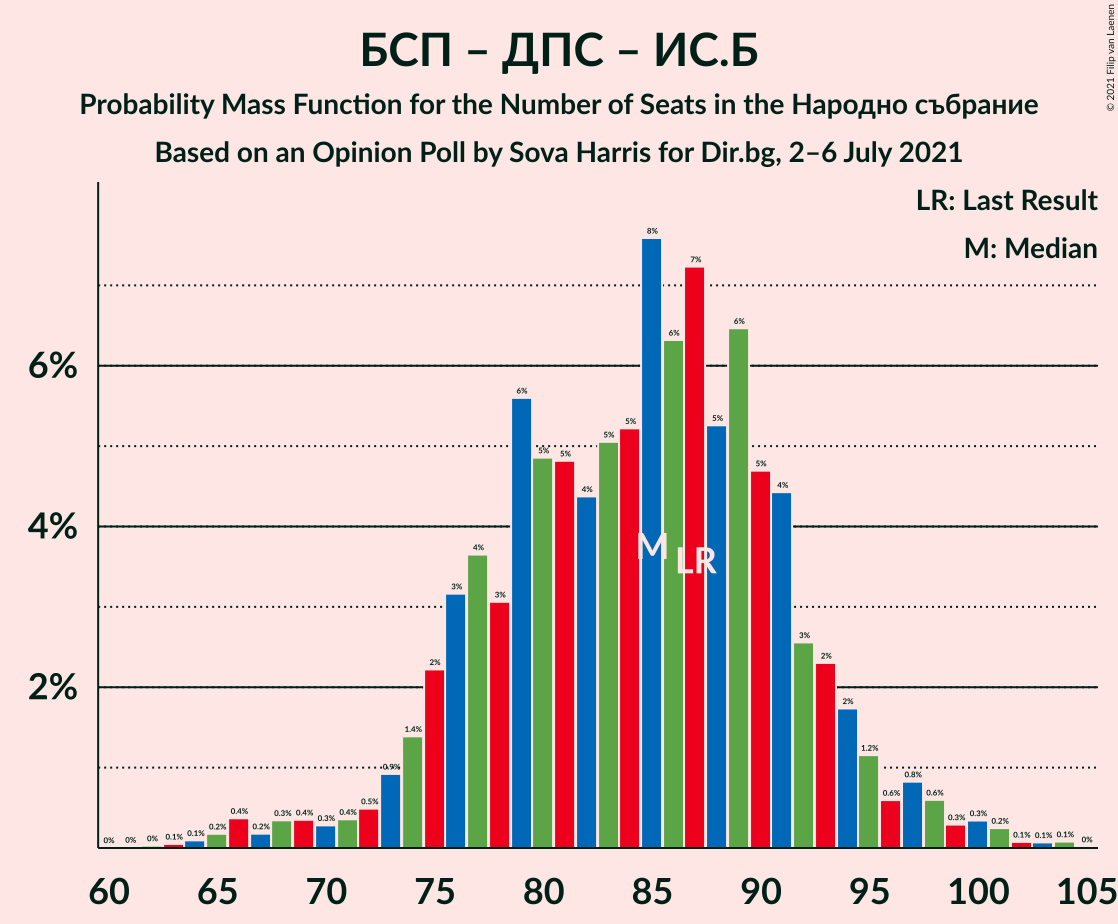 БСП – ДПС – ИС.Б
Probability Mass Function for the Number of Seats in the Народно събрание
Based on an Opinion Poll by Sova Harris for Dir.bg, 2–6 July 2021
© 2021 Filip van Laenen
LR: Last Result
M: Median
6%
4%
2%
0% 0% 0% 0.1% 0.1% 0.2% 0.4% 0.2% 0.3% 0.4% 0.3% 0.4% 0.5% 0.9% 1.4% 2% 3% 4% 3% 6% 5% 5% 4% 5% 5% 8% 6% 7% 5% 6% 5% 4% 3% 2% 2% 1.2% 0.6% 0.8% 0.6% 0.3% 0.3% 0.2% 0.1% 0.1% 0.1% 0%
M LR
60 65 70 75 80 85 90 95 100 105